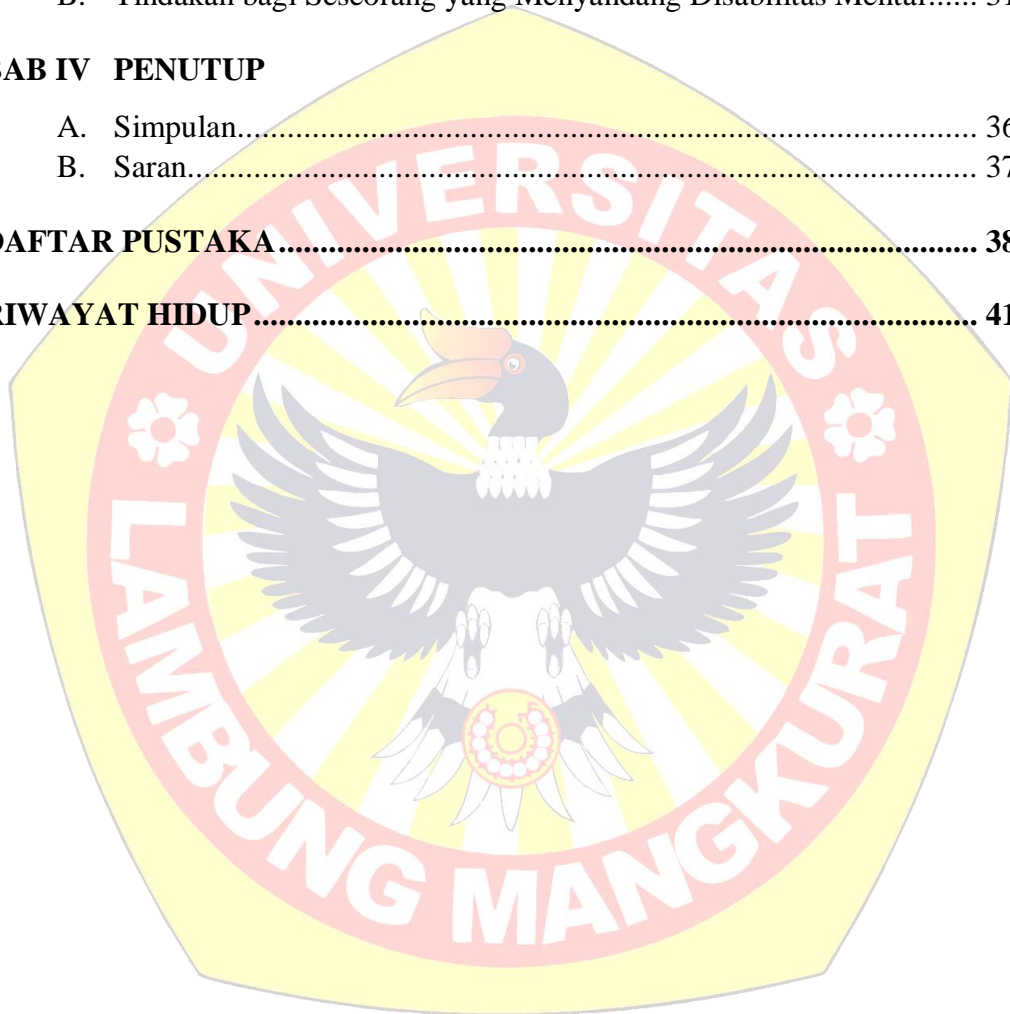 B. Tindakan bagi Seseorang yang Menyandang Disabilitas Mental...... 31
BAB IV PENUTUP
A. Simpulan........................................................................................ 36
B. Saran.............................................................................................. 37
DAFTAR PUSTAKA.................................................................................... 38
RIWAYAT HIDUP....................................................................................... 41
UNIVERSITAS
LAMBUNG MANGKURAT